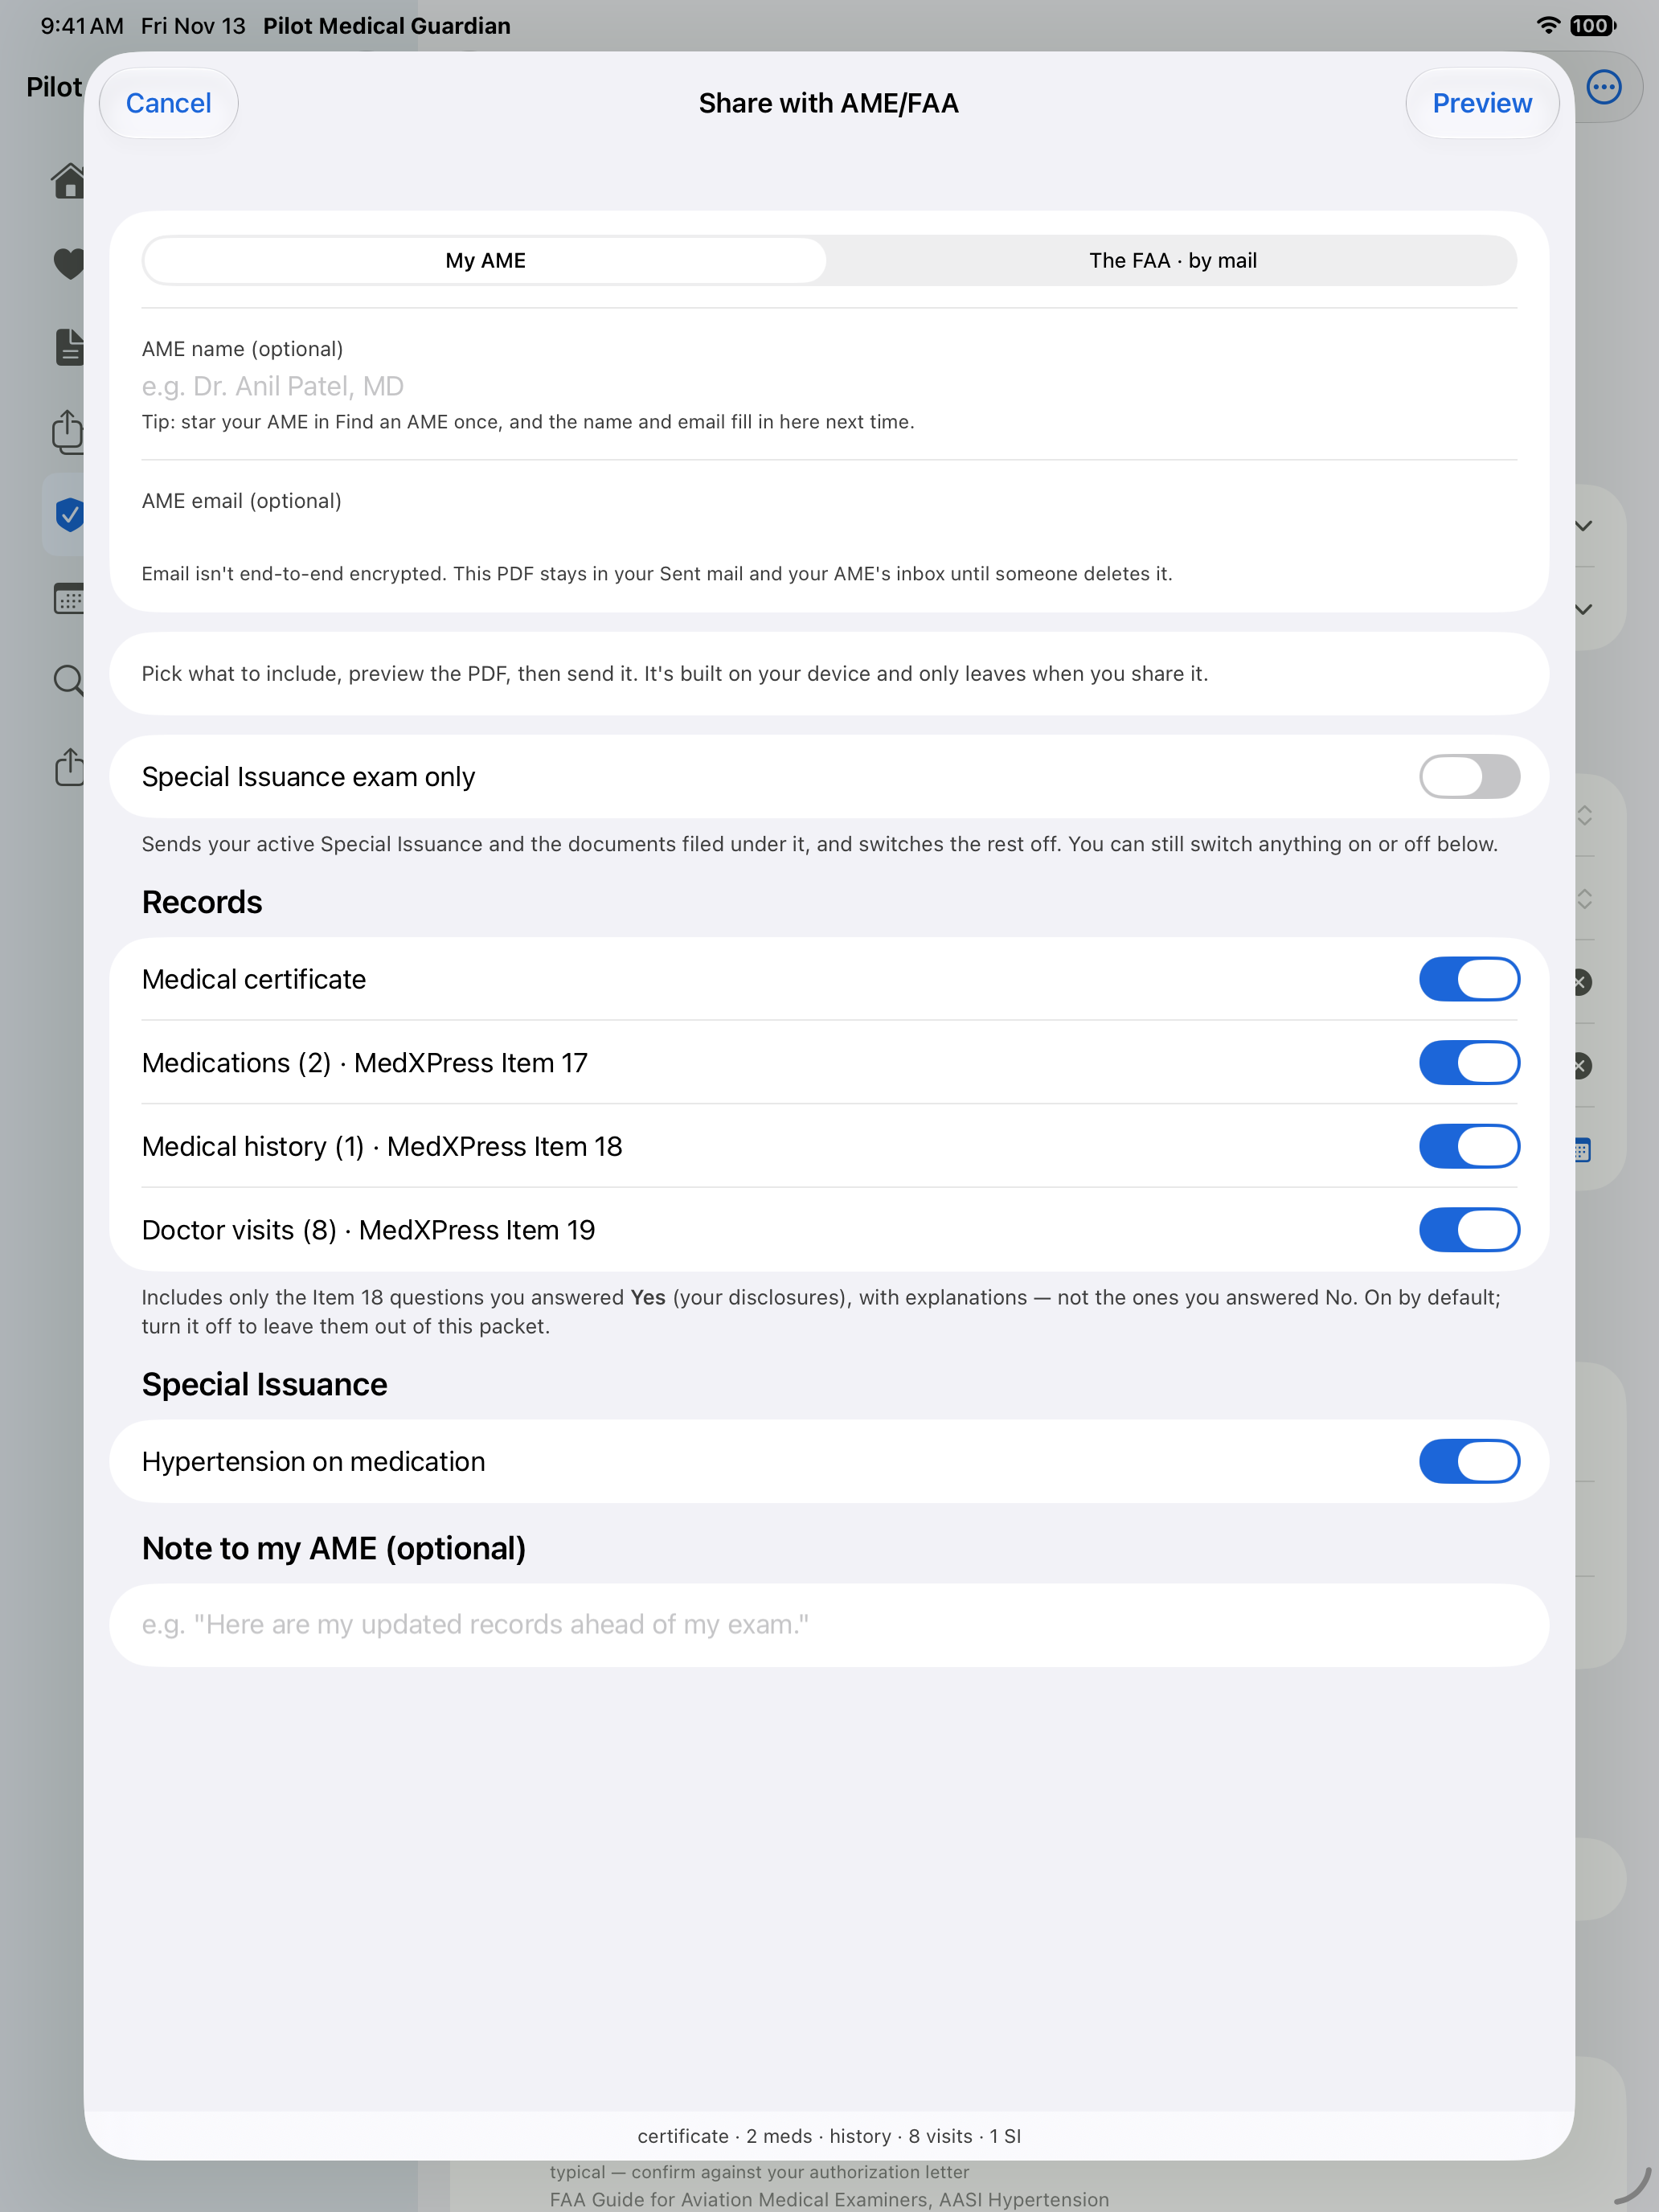 9:41 AM Fri Nov 13 Pilot Medical Guardian
100
Pilot
Cancel
Share with AME/FAA
Preview
My AME
The FAA · by mail
AME name (optional)
e.g. Dr. Anil Patel, MD
Tip: star your AME in Find an AME once, and the name and email fill in here next time.
AME email (optional)
Email isn't end-to-end encrypted. This PDF stays in your Sent mail and your AME's inbox until someone deletes it.
Pick what to include, preview the PDF, then send it. It's built on your device and only leaves when you share it.
Special Issuance exam only
Sends your active Special Issuance and the documents filed under it, and switches the rest off. You can still switch anything on or off below.
Records
Medical certificate
Medications (2) · MedXPress Item 17
Medical history (1) · MedXPress Item 18
Doctor visits (8) · MedXPress Item 19
Includes only the Item 18 questions you answered Yes (your disclosures), with explanations — not the ones you answered No. On by default;
turn it off to leave them out of this packet.
Special Issuance
Hypertension on medication
Note to my AME (optional)
e.g. "Here are my updated records ahead of my exam."
certificate · 2 meds · history · 8 visits · 1 SI
typical — confirm against your authorization letter
FAA Guide for Aviation Medical Examiners, AASI Hypertension